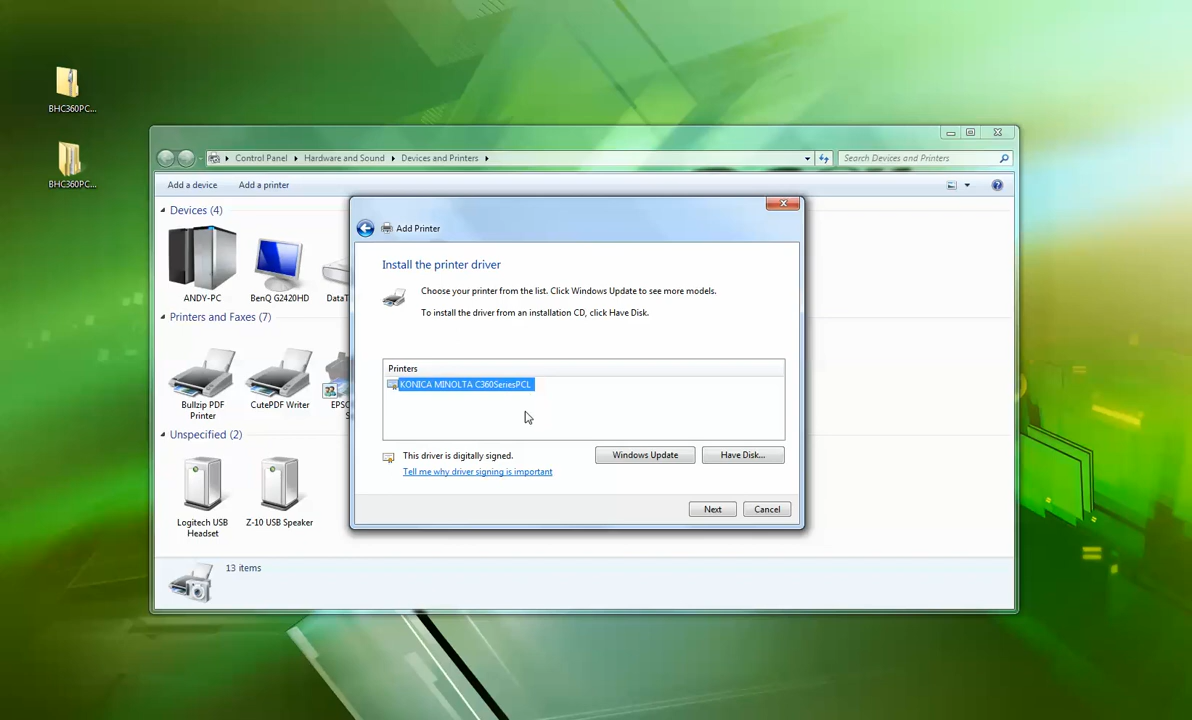 BHC360PC...
BHC360PC...
Control Panel
Hardware and Sound
Devices and Printers
Search Devices and Printers
Add a device
Add a printer
Devices (4)
ANDY-PC
BenQ G2420HD
DataT
Printers and Faxes (7)
Bullzip PDF
Printer
CutePDF Writer
EPS
Unspecified (2)
Logitech USB
Headset
Z-10 USB Speaker
13 items
Add Printer
Install the printer driver
Choose your printer from the list. Click Windows Update to see more models.
To install the driver from an installation CD, click Have Disk.
Printers
KONICA MINOLTA C360SeriesPCL
This driver is digitally signed.
Tell me why driver signing is important
Windows Update
Have Disk...
Next
Cancel